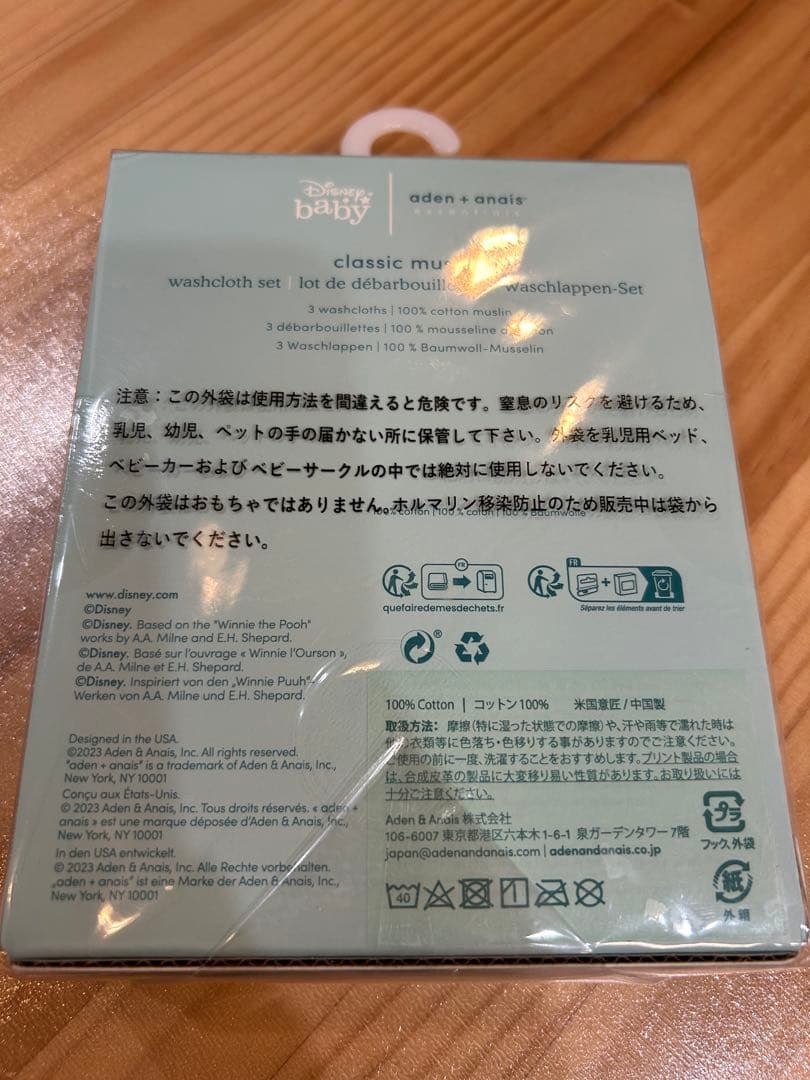 Disney baby
aden + anais
essentials
classic
washcloth set | lot de débarbouill Waschlappen-Set
3 washcloths | 100% cotton muslin
3 débarbouillettes | 100 % mousseline
3 Waschlappen | 100 % Baumwoll-Musselin
注意：この外袋は使用方法を間違えると危険です。窒息のリスクを避けるため、
乳児、幼児、ペットの手の届かない所に保管して下さい。外袋を乳児用ベッド、
ベビーカーおよびベビーサークルの中では絶対に使用しないでください。
この外袋はおもちゃではありません。ホルマリン移染防止のため販売中は袋から
出さないでください。
100% cotton | 100 % coton | 100 % Baumwolle
FR
quefairedemesdechets.fr
FR
Séparez les éléments avant de trier
www.disney.com
©Disney
©Disney. Based on the "Winnie the Pooh"
works by A.A. Milne and E.H. Shepard.
©Disney. Basé sur l'ouvrage « Winnie l'Ourson »,
de A.A. Milne et E.H. Shepard.
©Disney. Inspiriert von den „Winnie Puuh"-
Werken von A.A. Milne und E.H. Shepard.
Designed in the USA.
©2023 Aden & Anais, Inc. All rights reserved.
"aden + anais" is a trademark of Aden & Anais, Inc.,
New York, NY 10001
Conçu aux États-Unis.
© 2023 Aden & Anais, Inc. Tous droits réservés. « aden +
anais » est une marque déposée d'Aden & Anais, Inc.,
New York, NY 10001
In den USA entwickelt.
© 2023 Aden & Anais, Inc. Alle Rechte vorbehalten.
„aden + anais" ist eine Marke der Aden & Anais, Inc.,
New York, NY 10001
100% Cotton | コットン100% 米国意匠 / 中国製
取扱方法： 摩擦（特に湿った状態での摩擦）や、汗や雨等で濡れた時は
他の衣類等に色落ち・色移りする事がありますのでご注意ください。
ご使用の前に一度、洗濯することをおすすめします。プリント製品の場合
は、合成皮革の製品に大変移り易い性質があります。お取り扱いには
十分ご注意ください。
Aden & Anais 株式会社
106-6007 東京都港区六本木1-6-1 泉ガーデンタワー 7階
japan@adenandanais.com | adenandanais.co.jp
プラ
フック、外袋
紙
外箱
40